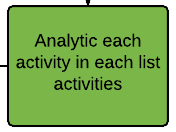 Analytic each
activity in each list
activities